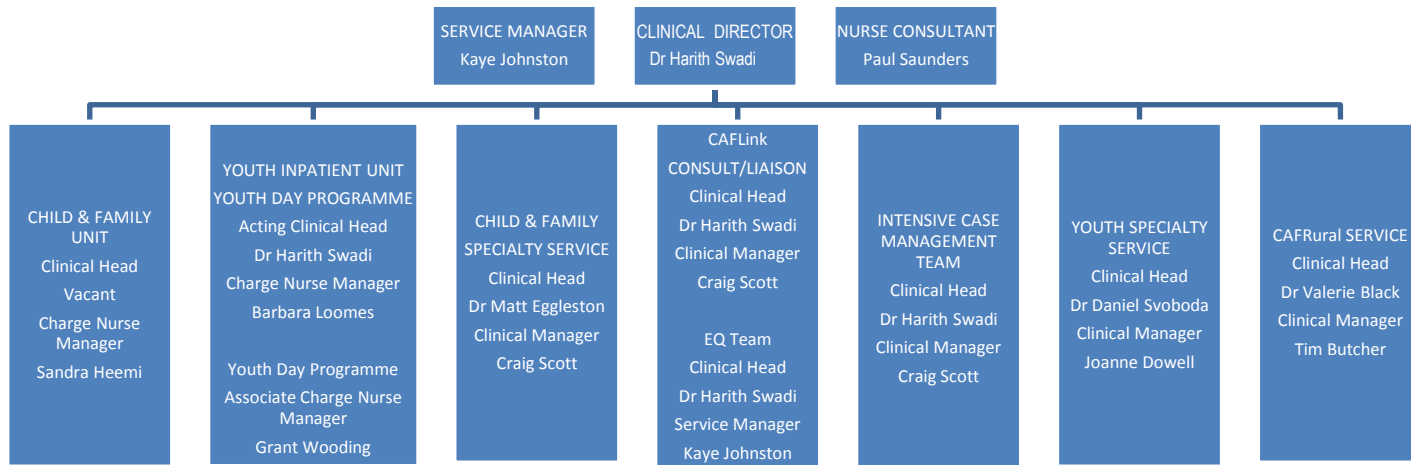 SERVICE MANAGER
Kaye Johnston
CLINICAL DIRECTOR
Dr Harith Swadi
NURSE CONSULTANT
Paul Saunders
CHILD & FAMILY
UNIT
Clinical Head
Vacant
Charge Nurse
Manager
Sandra Heemi
YOUTH INPATIENT UNIT
YOUTH DAY PROGRAMME
Acting Clinical Head
Dr Harith Swadi
Charge Nurse Manager
Barbara Loomes
Youth Day Programme
Associate Charge Nurse
Manager
Grant Wooding
CHILD & FAMILY
SPECIALTY SERVICE
Clinical Head
Dr Matt Eggleston
Clinical Manager
Craig Scott
CAFLink
CONSULT/LIAISON
Clinical Head
Dr Harith Swadi
Clinical Manager
Craig Scott
EQ Team
Clinical Head
Dr Harith Swadi
Service Manager
Kaye Johnston
INTENSIVE CASE
MANAGEMENT
TEAM
Clinical Head
Dr Harith Swadi
Clinical Manager
Craig Scott
YOUTH SPECIALTY
SERVICE
Clinical Head
Dr Daniel Svoboda
Clinical Manager
Joanne Dowell
CAFRural SERVICE
Clinical Head
Dr Valerie Black
Clinical Manager
Tim Butcher